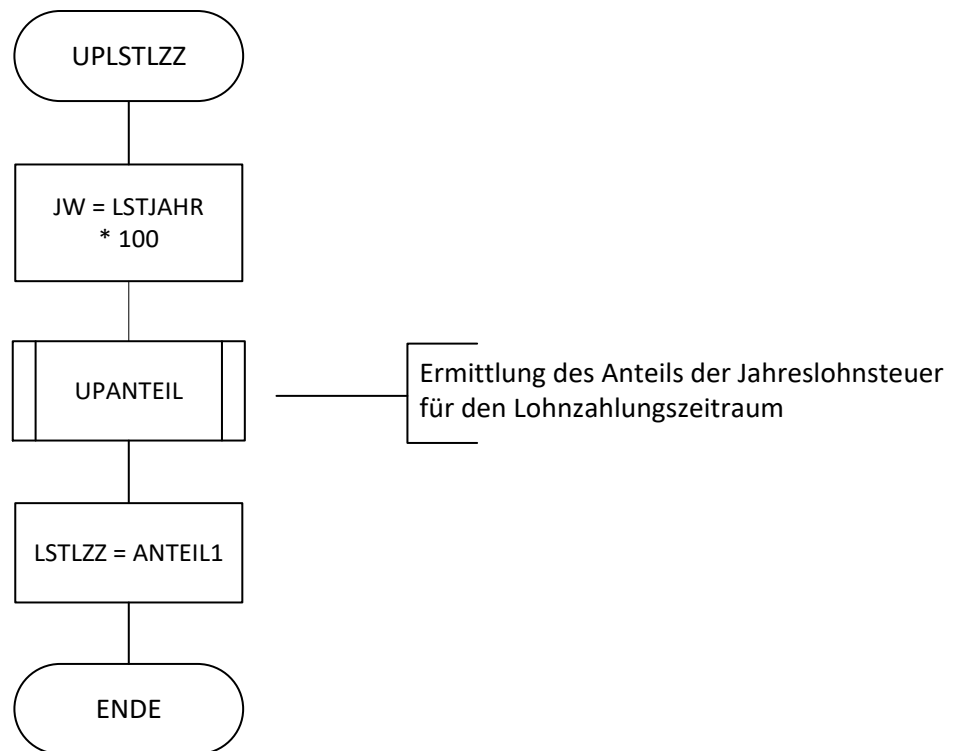 UPLSTLZZ
JW = LSTJAHR
* 100
UPANTEIL
Ermittlung des Anteils der Jahreslohnsteuer
für den Lohnzahlungszeitraum
LSTLZZ = ANTEIL1
ENDE